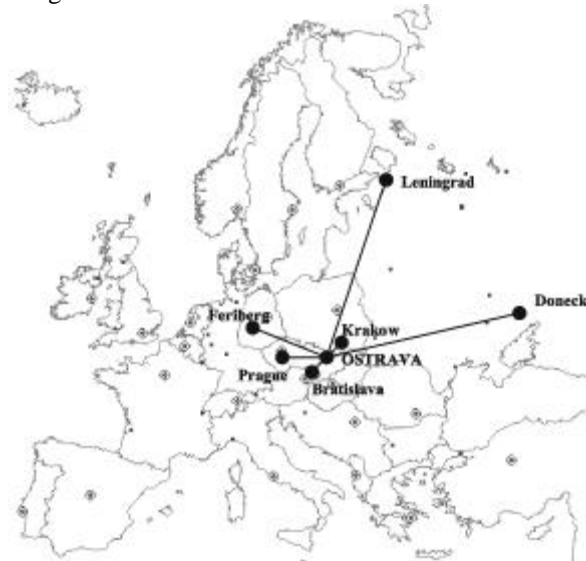 Leningrad
Doneck
Feriberg
Krakow
OSTRAVA
Prague
Bratislava